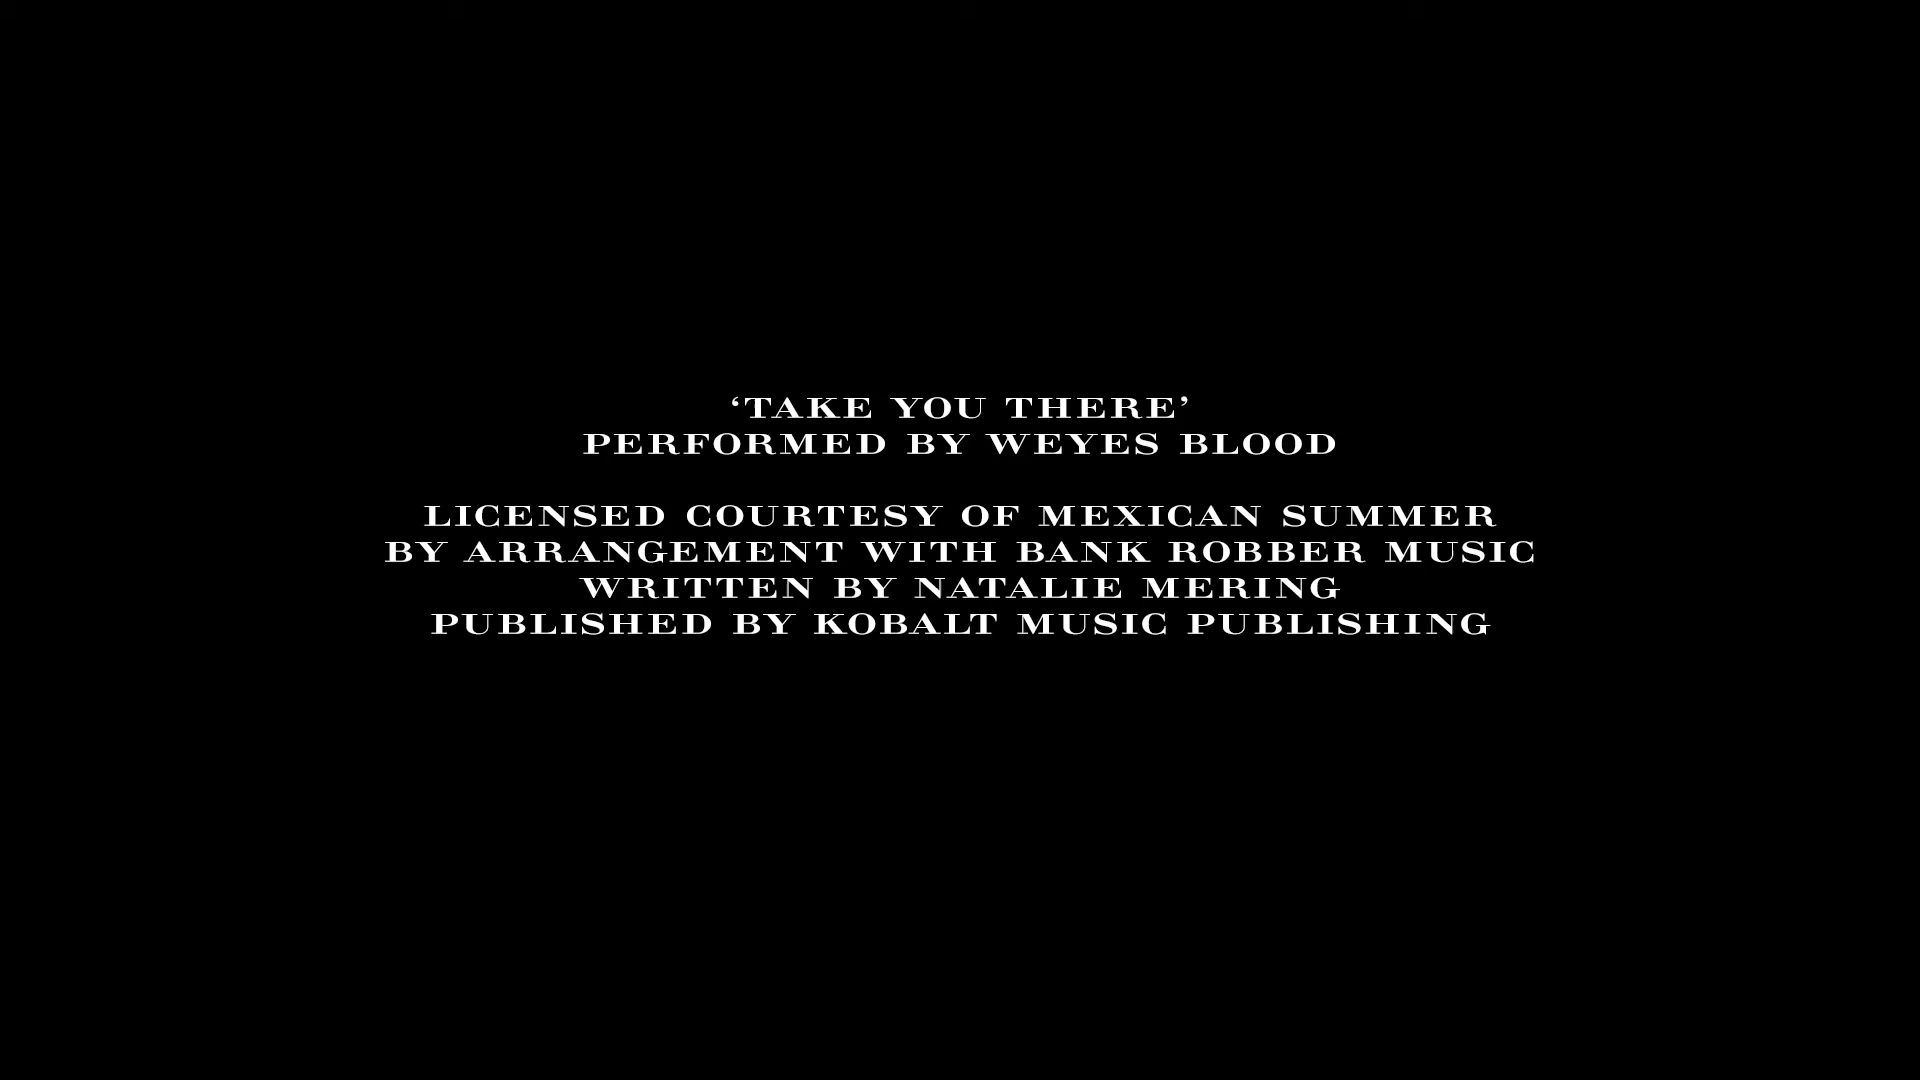 ‘TAKE YOU THERE’
PERFORMED BY WEYES BLOOD
LICENSED COURTESY OF MEXICAN SUMMER
BY ARRANGEMENT WITH BANK ROBBER MUSIC
WRITTEN BY NATALIE MERING
PUBLISHED BY KOBALT MUSIC PUBLISHING